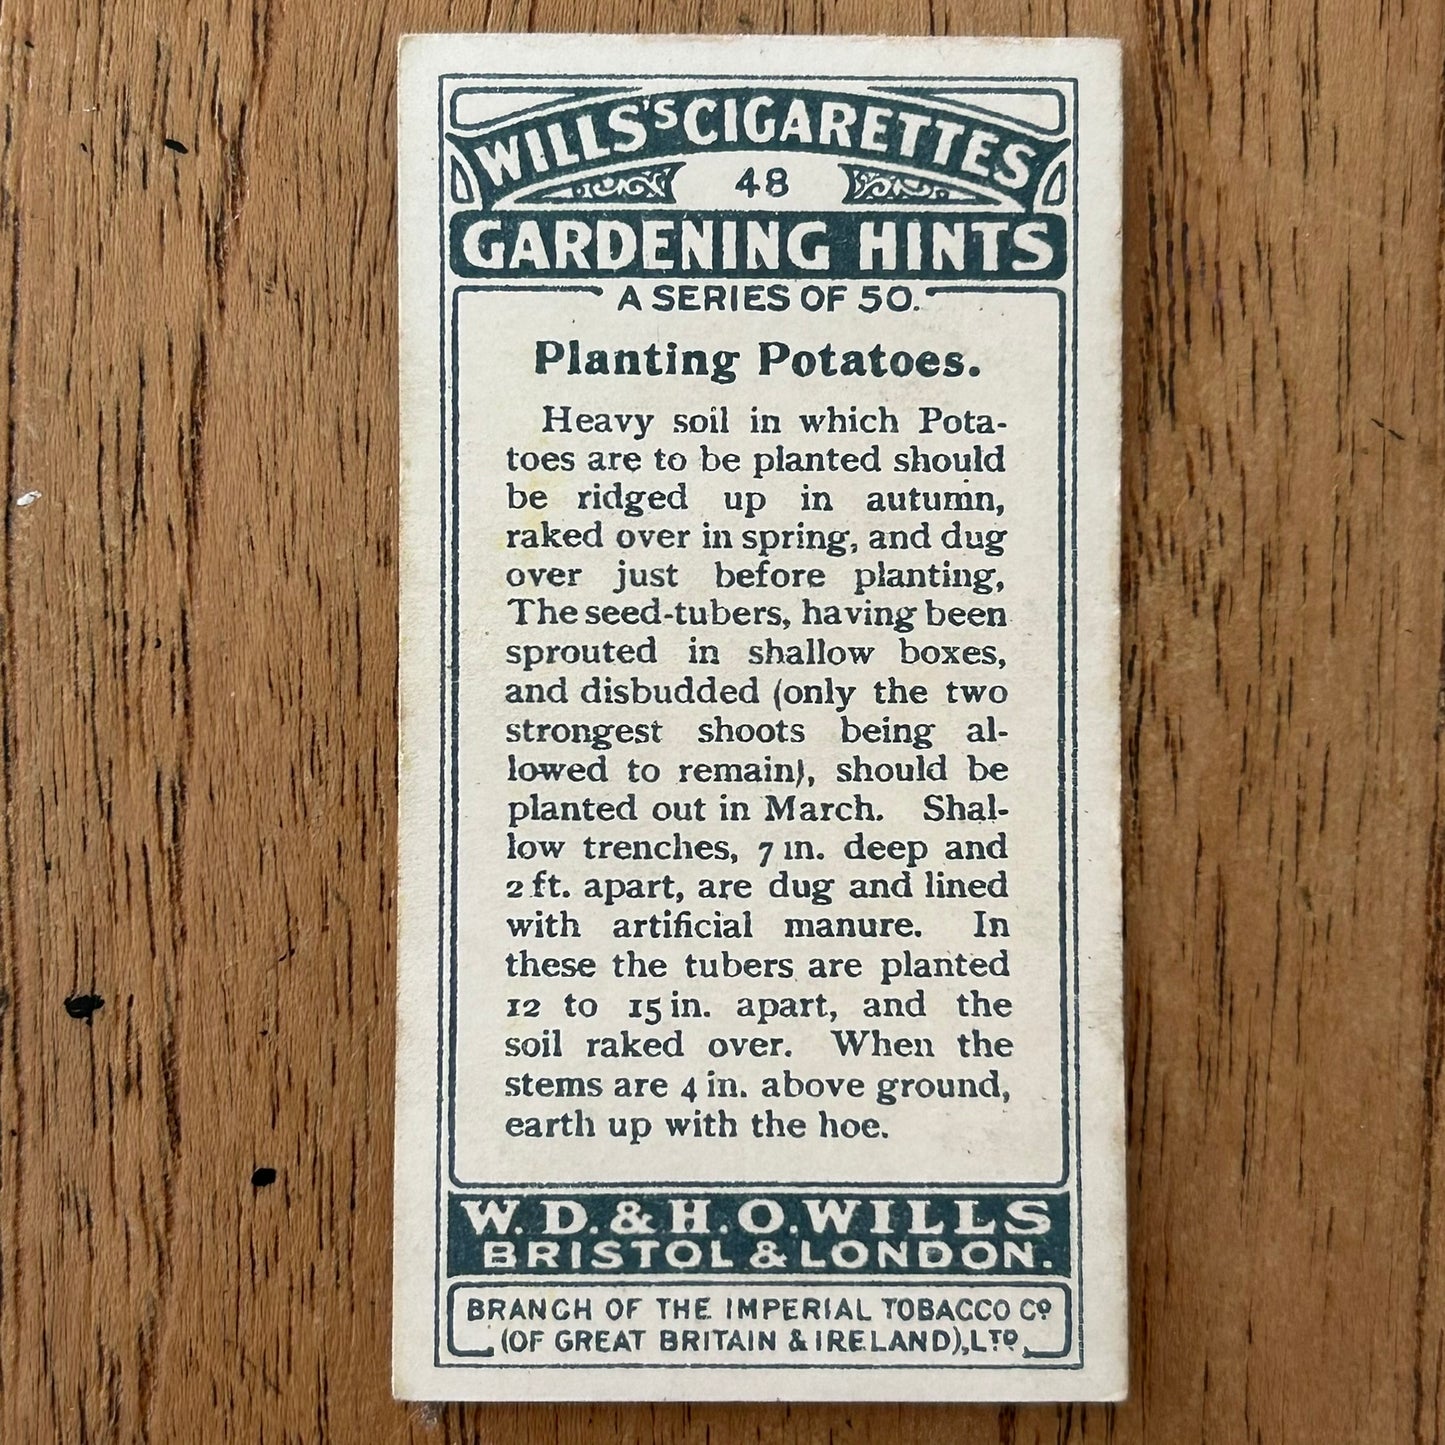 WILLS'S CIGARETTES
48
GARDENING HINTS
A SERIES OF 50.
Planting Potatoes.
Heavy soil in which Pota-
toes are to be planted should
be ridged up in autumn,
raked over in spring, and dug
over just before planting,
The seed-tubers, having been
sprouted in shallow boxes,
and disbudded (only the two
strongest shoots being al-
lowed to remain), should be
planted out in March. Shal-
low trenches, 7 in. deep and
2 ft. apart, are dug and lined
with artificial manure. In
these the tubers are planted
12 to 15 in. apart, and the
soil raked over. When the
stems are 4 in. above ground,
earth up with the hoe.
W. D. & H. O. WILLS
BRISTOL & LONDON.
BRANCH OF THE IMPERIAL TOBACCO Co.
(OF GREAT BRITAIN & IRELAND), LTD.